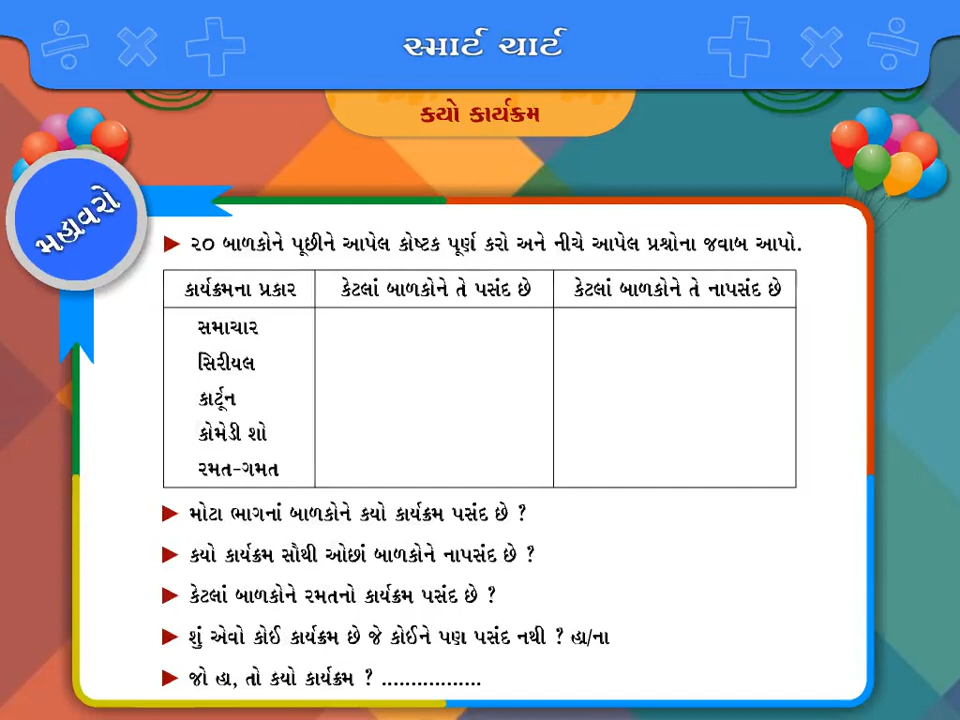 સ્માર્ટ ચાર્ટ
કયો કાર્યક્રમ
મહાવરો
૨૦ બાળકોને પૂછીને આપેલ કોષ્ટક પૂર્ણ કરો અને નીચે આપેલ પ્રશ્નોના જવાબ આપો.
કાર્યક્રમના પ્રકાર કેટલાં બાળકોને તે પસંદ છે કેટલાં બાળકોને તે નાપસંદ છે
સમાચાર
સિરીયલ
કાર્ટૂન
કોમેડી શો
રમત-ગમત
મોટા ભાગનાં બાળકોને કયો કાર્યક્રમ પસંદ છે ?
કયો કાર્યક્રમ સૌથી ઓછાં બાળકોને નાપસંદ છે ?
કેટલાં બાળકોને રમતનો કાર્યક્રમ પસંદ છે ?
શું એવો કોઈ કાર્યક્રમ છે જે કોઈને પણ પસંદ નથી ? હા/ના
જો હા, તો કયો કાર્યક્રમ ? .................